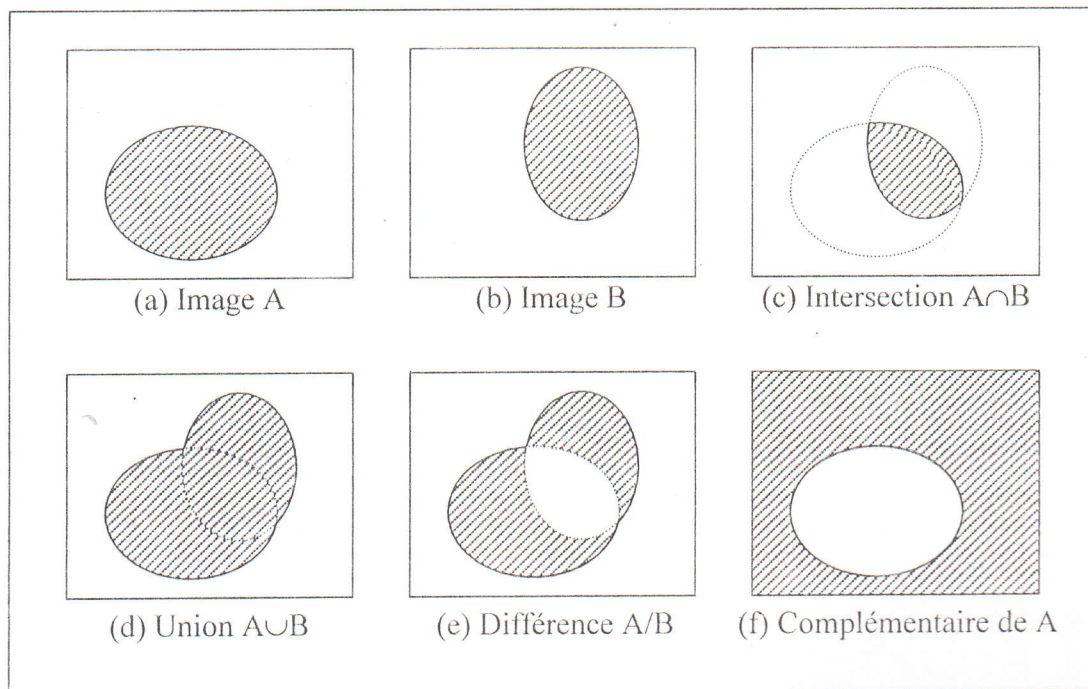 (a) Image A
(b) Image B
(c) Intersection A∩B
(d) Union A∪B
(e) Différence A/B
(f) Complémentaire de A